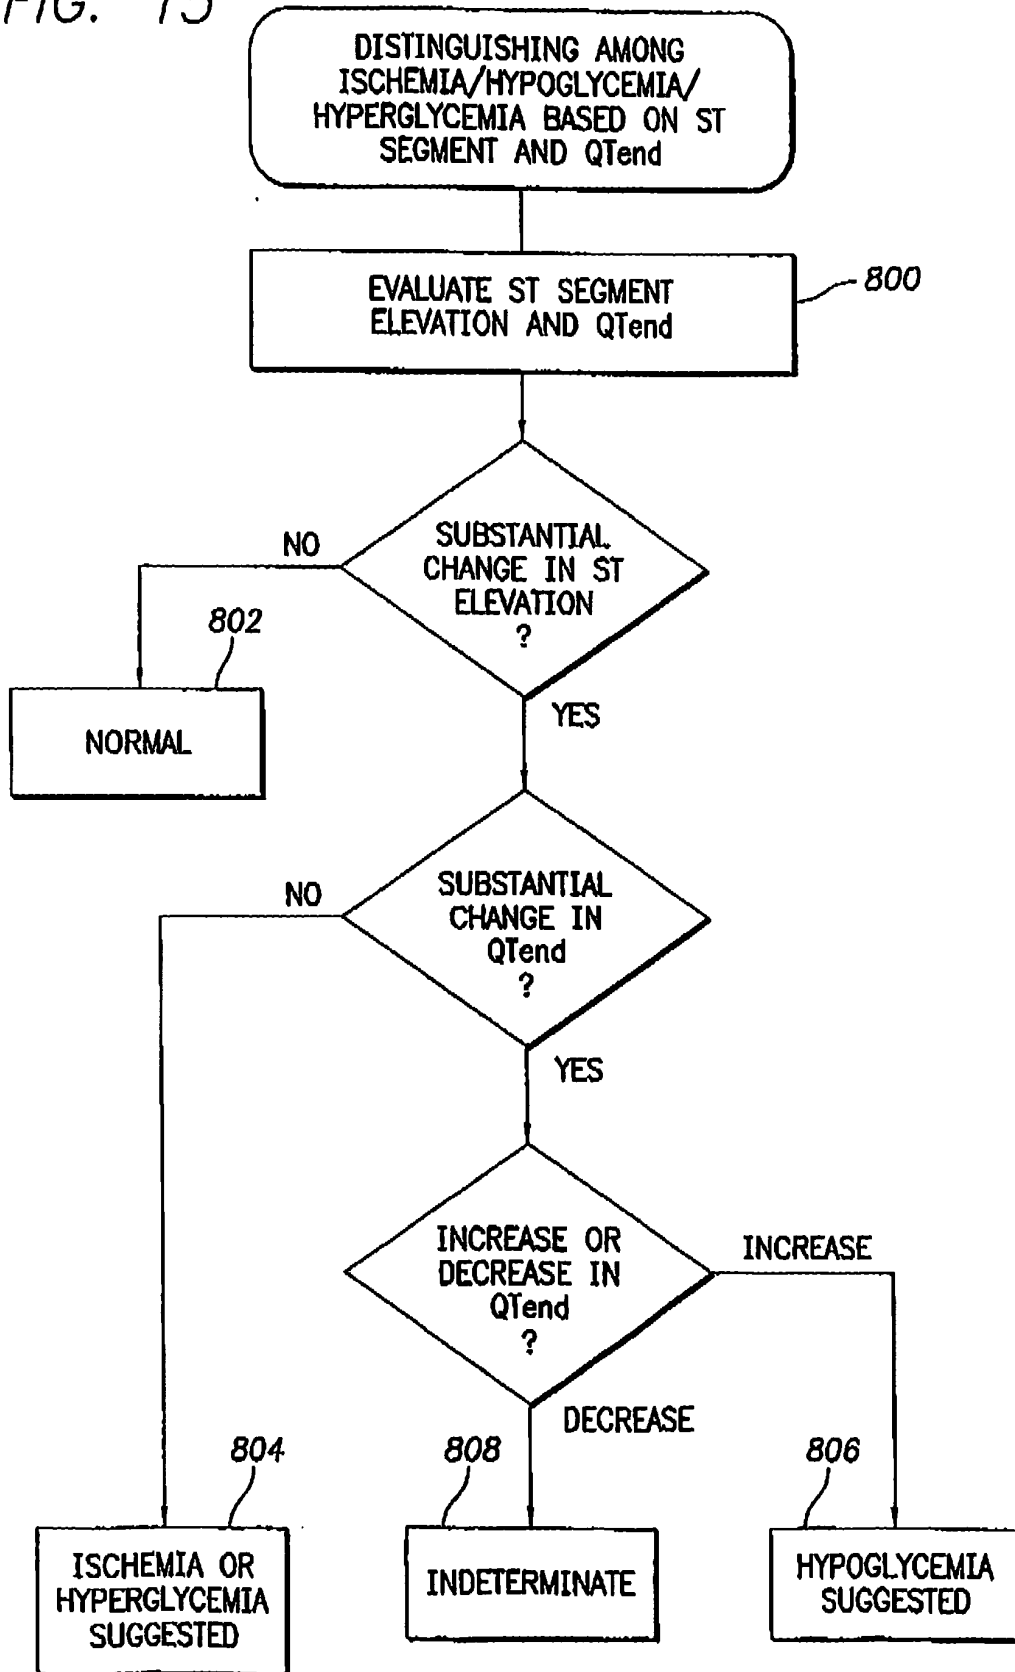 FIG. 15
DISTINGUISHING AMONG
ISCHEMIA/HYPOGLYCEMIA/
HYPERGLYCEMIA BASED ON ST
SEGMENT AND QTend
EVALUATE ST SEGMENT
ELEVATION AND QTend
800
SUBSTANTIAL
CHANGE IN ST
ELEVATION
?
NO
802
NORMAL
YES
SUBSTANTIAL
CHANGE IN
QTend
?
NO
YES
INCREASE OR
DECREASE IN
QTend
?
INCREASE
DECREASE
804
ISCHEMIA OR
HYPERGLYCEMIA
SUGGESTED
808
INDETERMINATE
806
HYPOGLYCEMIA
SUGGESTED